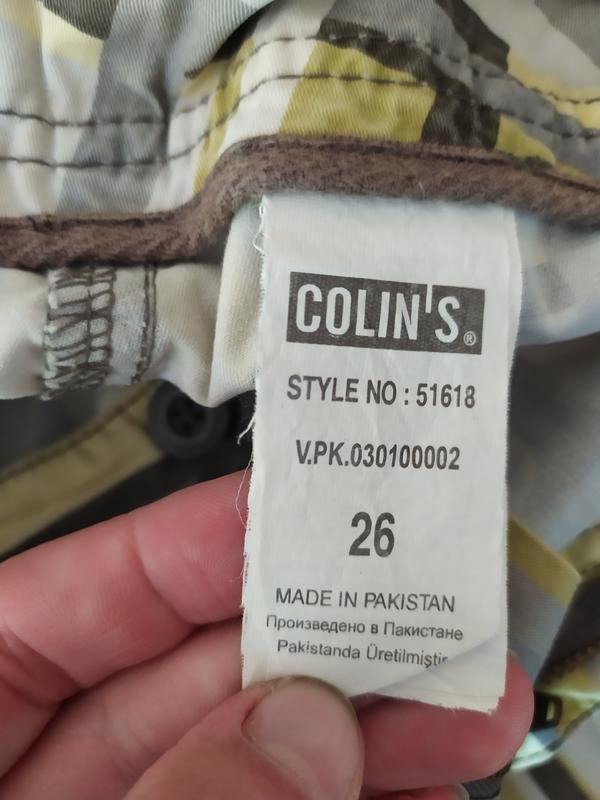 COLIN'S®
STYLE NO : 51618
V.PK.030100002
26
MADE IN PAKISTAN
Произведено в Пакистане
Pakistanda Üretilmiştir